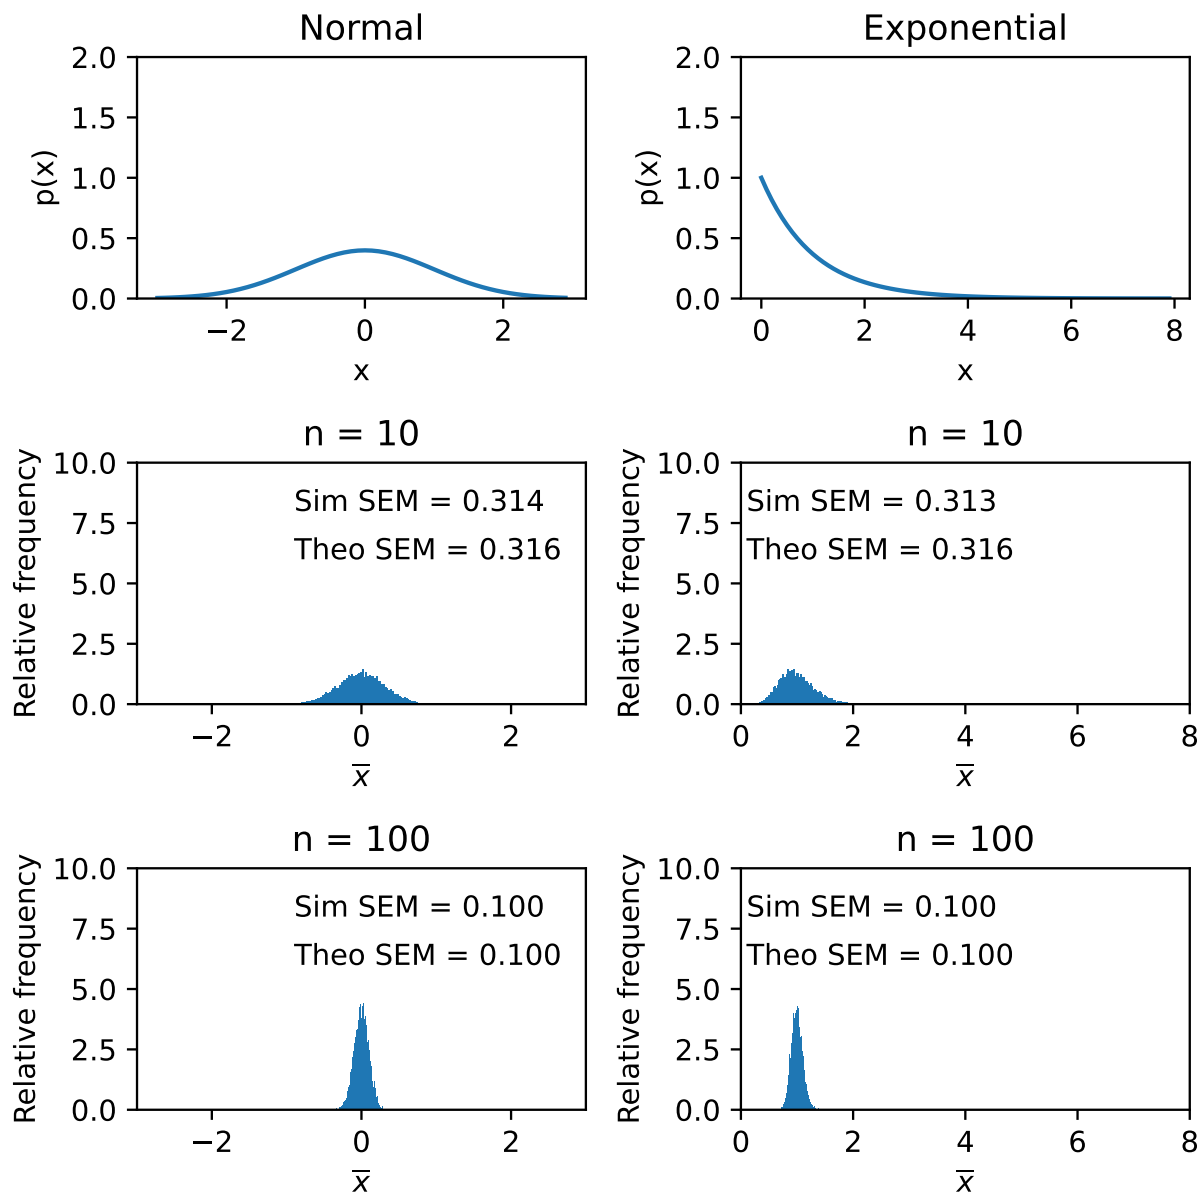 Normal
2.0
1.5
1.0
0.5
0.0
p(x)
−2 0 2
x
Exponential
2.0
1.5
1.0
0.5
0.0
p(x)
0 2 4 6 8
x
n = 10
10.0
7.5
5.0
2.5
0.0
Relative frequency
Sim SEM = 0.314
Theo SEM = 0.316
−2 0 2
x̅
n = 10
10.0
7.5
5.0
2.5
0.0
Relative frequency
Sim SEM = 0.313
Theo SEM = 0.316
0 2 4 6 8
x̅
n = 100
10.0
7.5
5.0
2.5
0.0
Relative frequency
Sim SEM = 0.100
Theo SEM = 0.100
−2 0 2
x̅
n = 100
10.0
7.5
5.0
2.5
0.0
Relative frequency
Sim SEM = 0.100
Theo SEM = 0.100
0 2 4 6 8
x̅